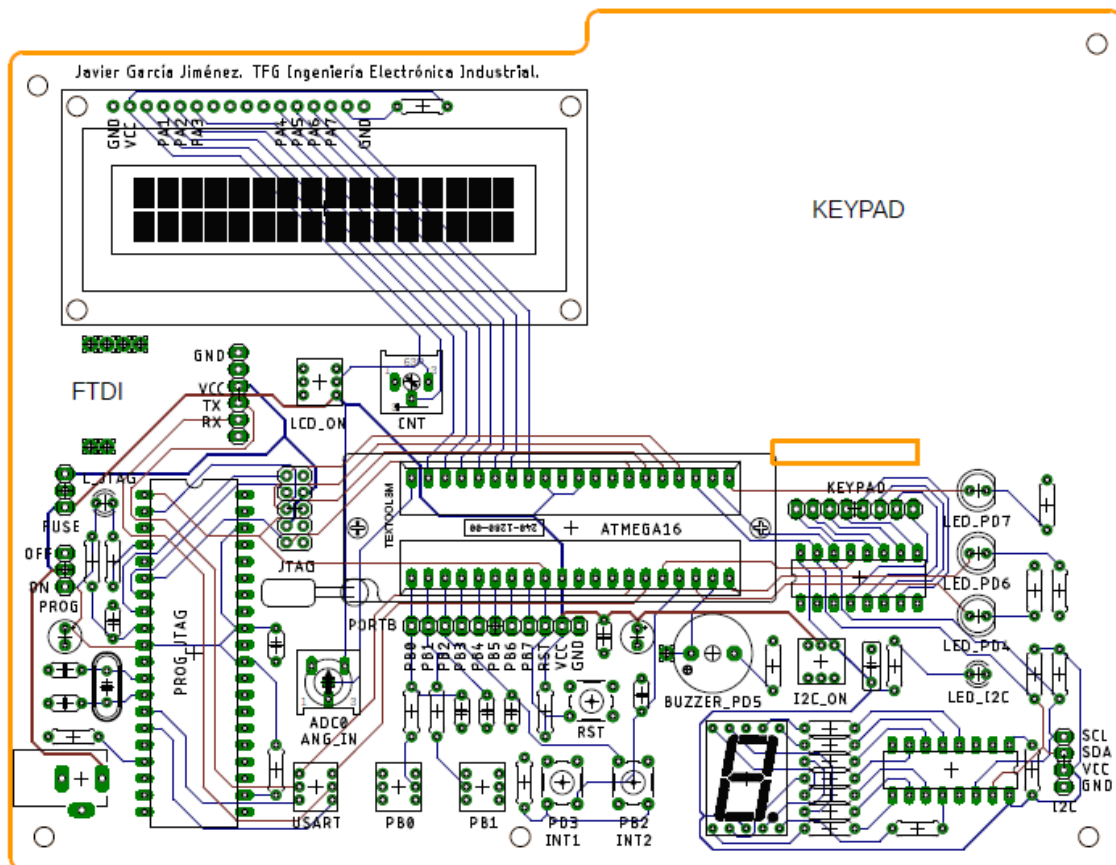 Javier García Jiménez. TFG Ingeniería Electrónica Industrial.
GND
VCC
PA1
PA2
PA3
PA4
PA5
PA6
PA7
GND
KEYPAD
FTDI
GND
VCC
TX
RX
LCD_ON
CNT
FUSE
OFF
ON
PROG
JTAG
PROG_JTAG
TEXTOOL
ATMEGA16
KEYPAD
LED_PD7
LED_PD6
LED_PD4
LED_I2C
PORTB
PB0
PB1
PB2
PB3
PB4
PB5
PB6
PB7
RST
VCC
GND
ADC0
ANG_IN
RST
BUZZER_PD5
I2C_ON
SCL
SDA
VCC
GND
I2C
USART
PB0
PB1
PD3
INT1
PB2
INT2